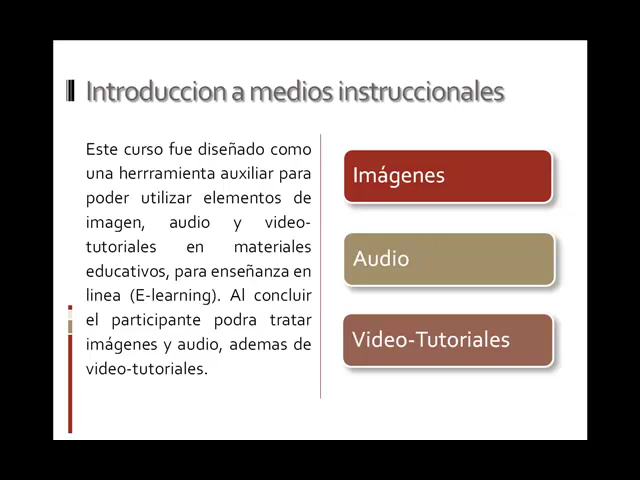 Introduccion a medios instruccionales
Este curso fue diseñado como
una herrramienta auxiliar para
poder utilizar elementos de
imagen, audio y video-
tutoriales en materiales
educativos, para enseñanza en
linea (E-learning). Al concluir
el participante podra tratar
imágenes y audio, ademas de
video-tutoriales.
Imágenes
Audio
Video-Tutoriales